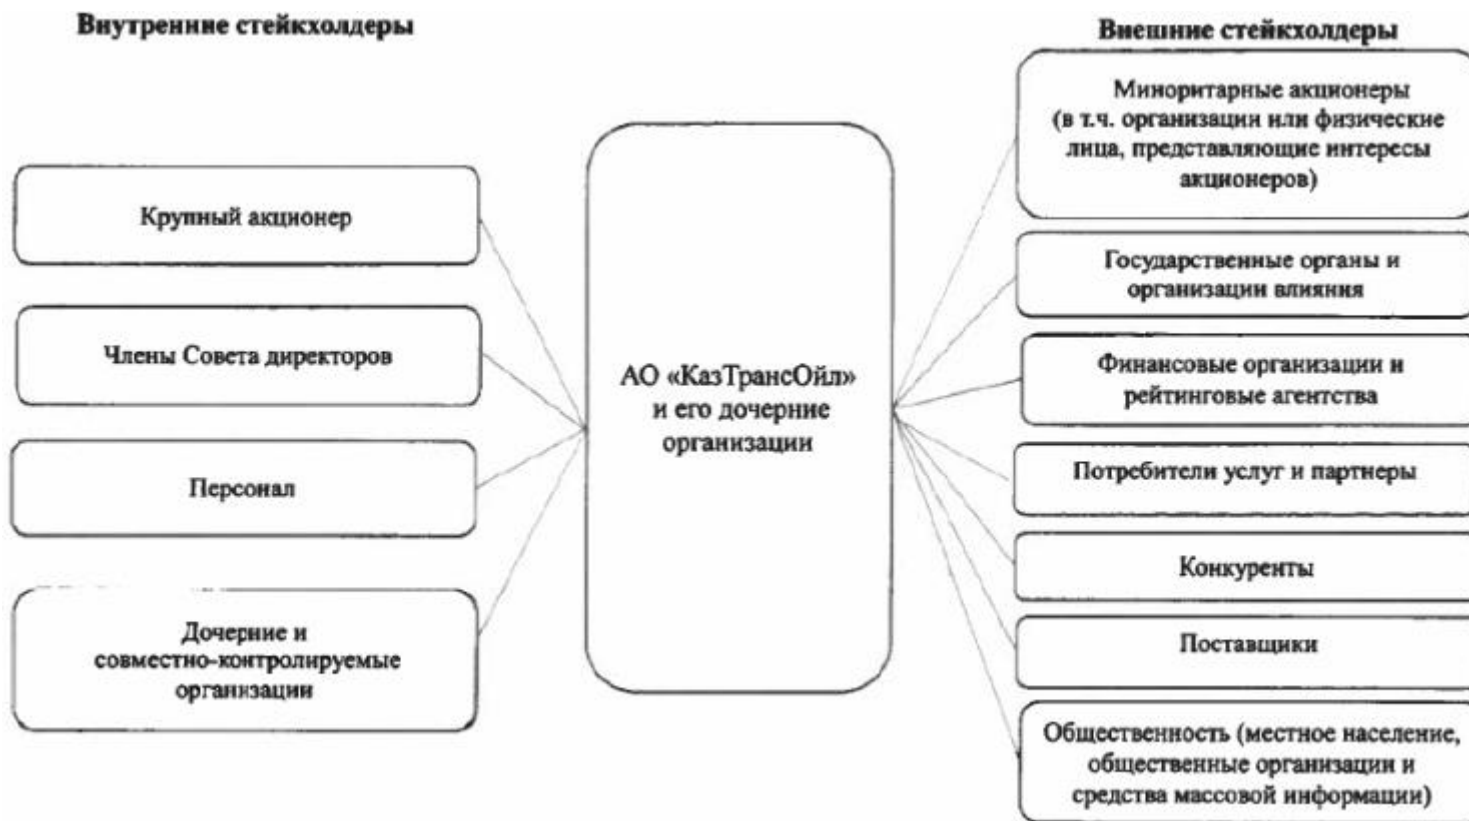 Внутренние стейкхолдеры
Крупный акционер
Члены Совета директоров
Персонал
Дочерние и
совместно-контролируемые
организации
АО «КазТрансОйл»
и его дочерние
организации
Внешние стейкхолдеры
Миноритарные акционеры
(в т.ч. организации или физические
лица, представляющие интересы
акционеров)
Государственные органы и
организации влияния
Финансовые организации и
рейтинговые агентства
Потребители услуг и партнеры
Конкуренты
Поставщики
Общественность (местное население,
общественные организации и
средства массовой информации)